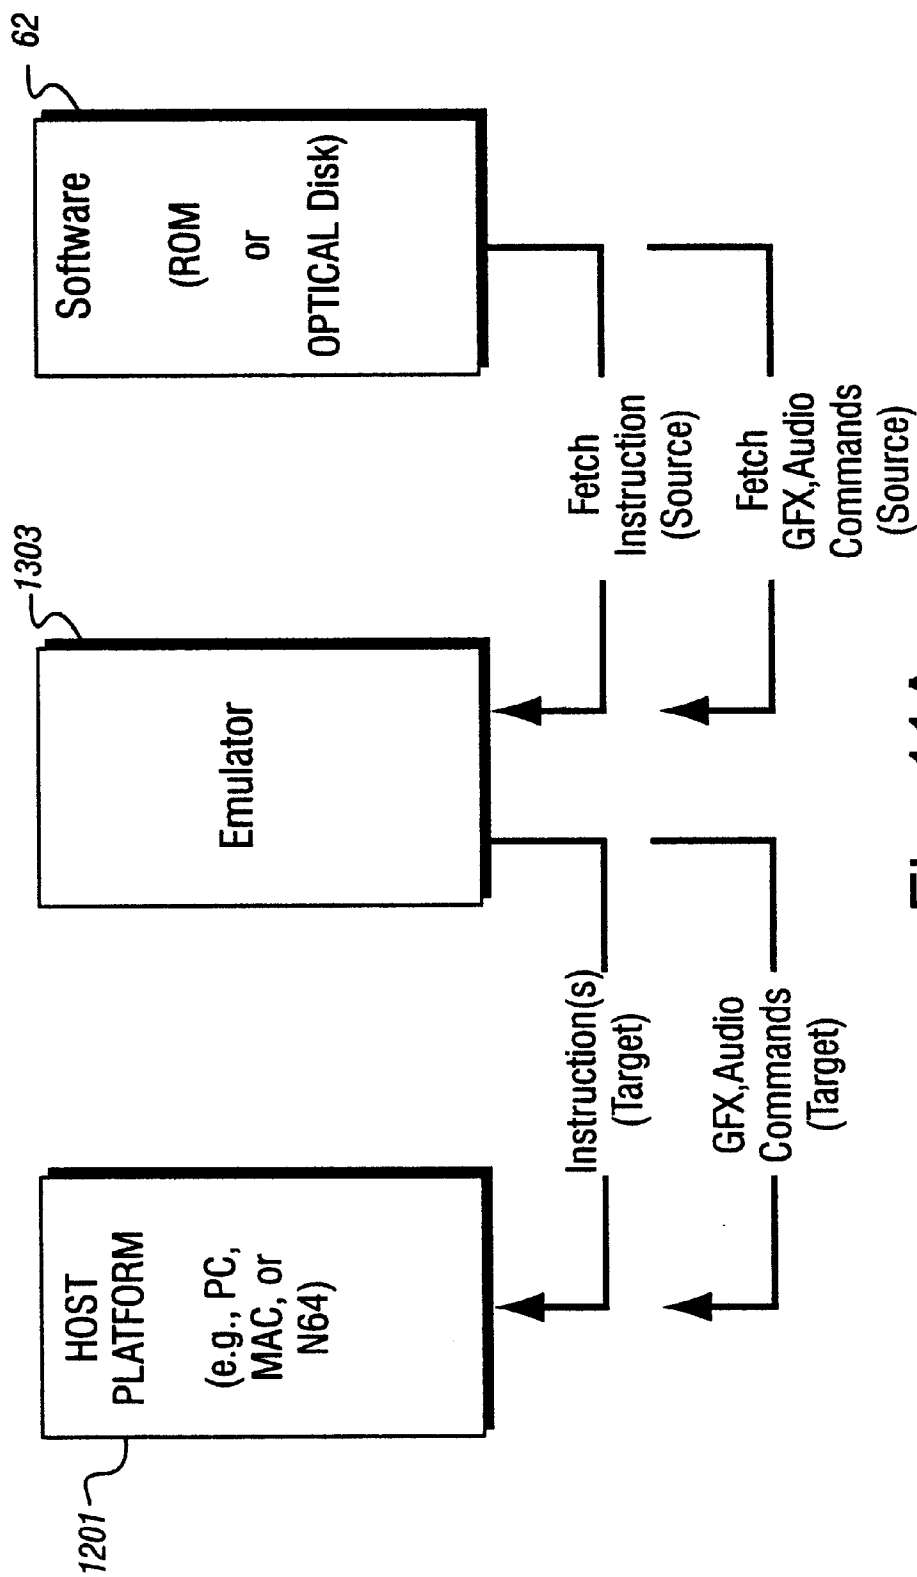 1201
HOST
PLATFORM
(e.g., PC,
MAC, or
N64)
1303
Emulator
62
Software
(ROM
or
OPTICAL Disk)
Instruction(s)
(Target)
GFX,Audio
Commands
(Target)
Fetch
Instruction
(Source)
Fetch
GFX,Audio
Commands
(Source)